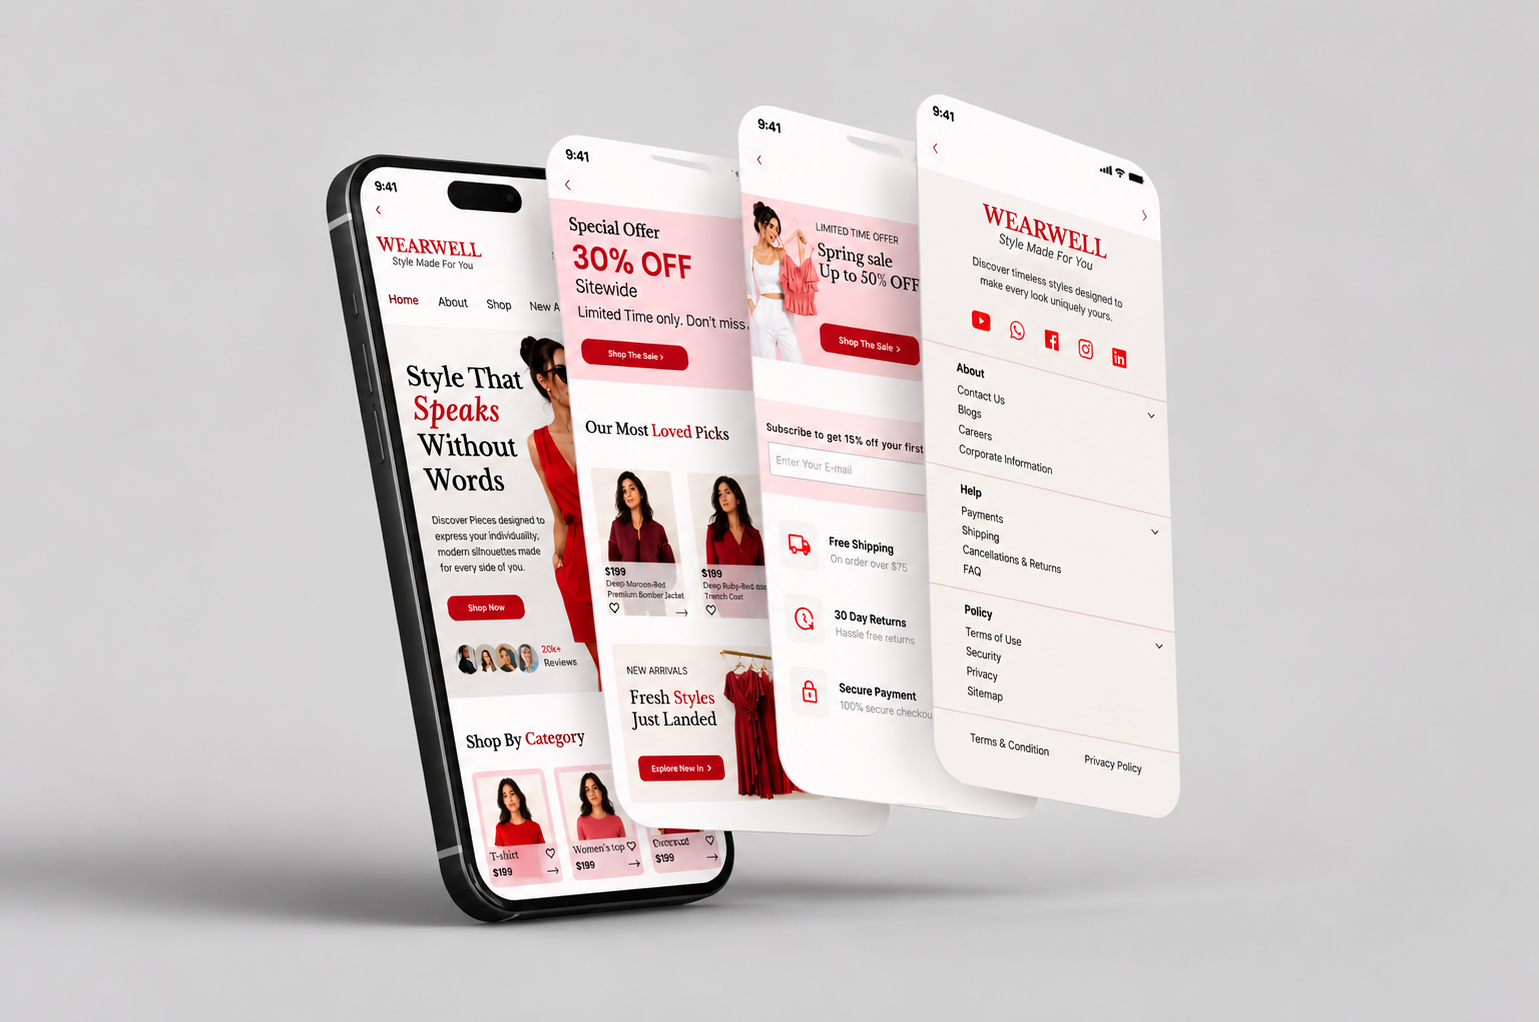 9:41
WEARWELL
Style Made For You
Home About Shop New A
Style That
Speaks
Without
Words
Discover Pieces designed to
express your individuality,
modern silhouettes made
for every side of you.
Shop Now
20k+
Reviews
Shop By Category
T-shirt
$199
Women's top
$199
$199
9:41
Special Offer
30% OFF
Sitewide
Limited Time only. Don't miss
Shop The Sale >
Our Most Loved Picks
$199
Deep Maroon-Red
Premium Bomber Jacket
$199
Deep Ruby-Red
Trench Coat
NEW ARRIVALS
Fresh Styles
Just Landed
Explore New In >
9:41
LIMITED TIME OFFER
Spring sale
Up to 50% OFF
Shop The Sale >
Subscribe to get 15% off your first
Enter Your E-mail
Free Shipping
On order over $75
30 Day Returns
Hassle free returns
Secure Payment
100% secure checkou
9:41
WEARWELL
Style Made For You
Discover timeless styles designed to
make every look uniquely yours.
About
Contact Us
Blogs
Careers
Corporate Information
Help
Payments
Shipping
Cancellations & Returns
FAQ
Policy
Terms of Use
Security
Privacy
Sitemap
Terms & Condition
Privacy Policy